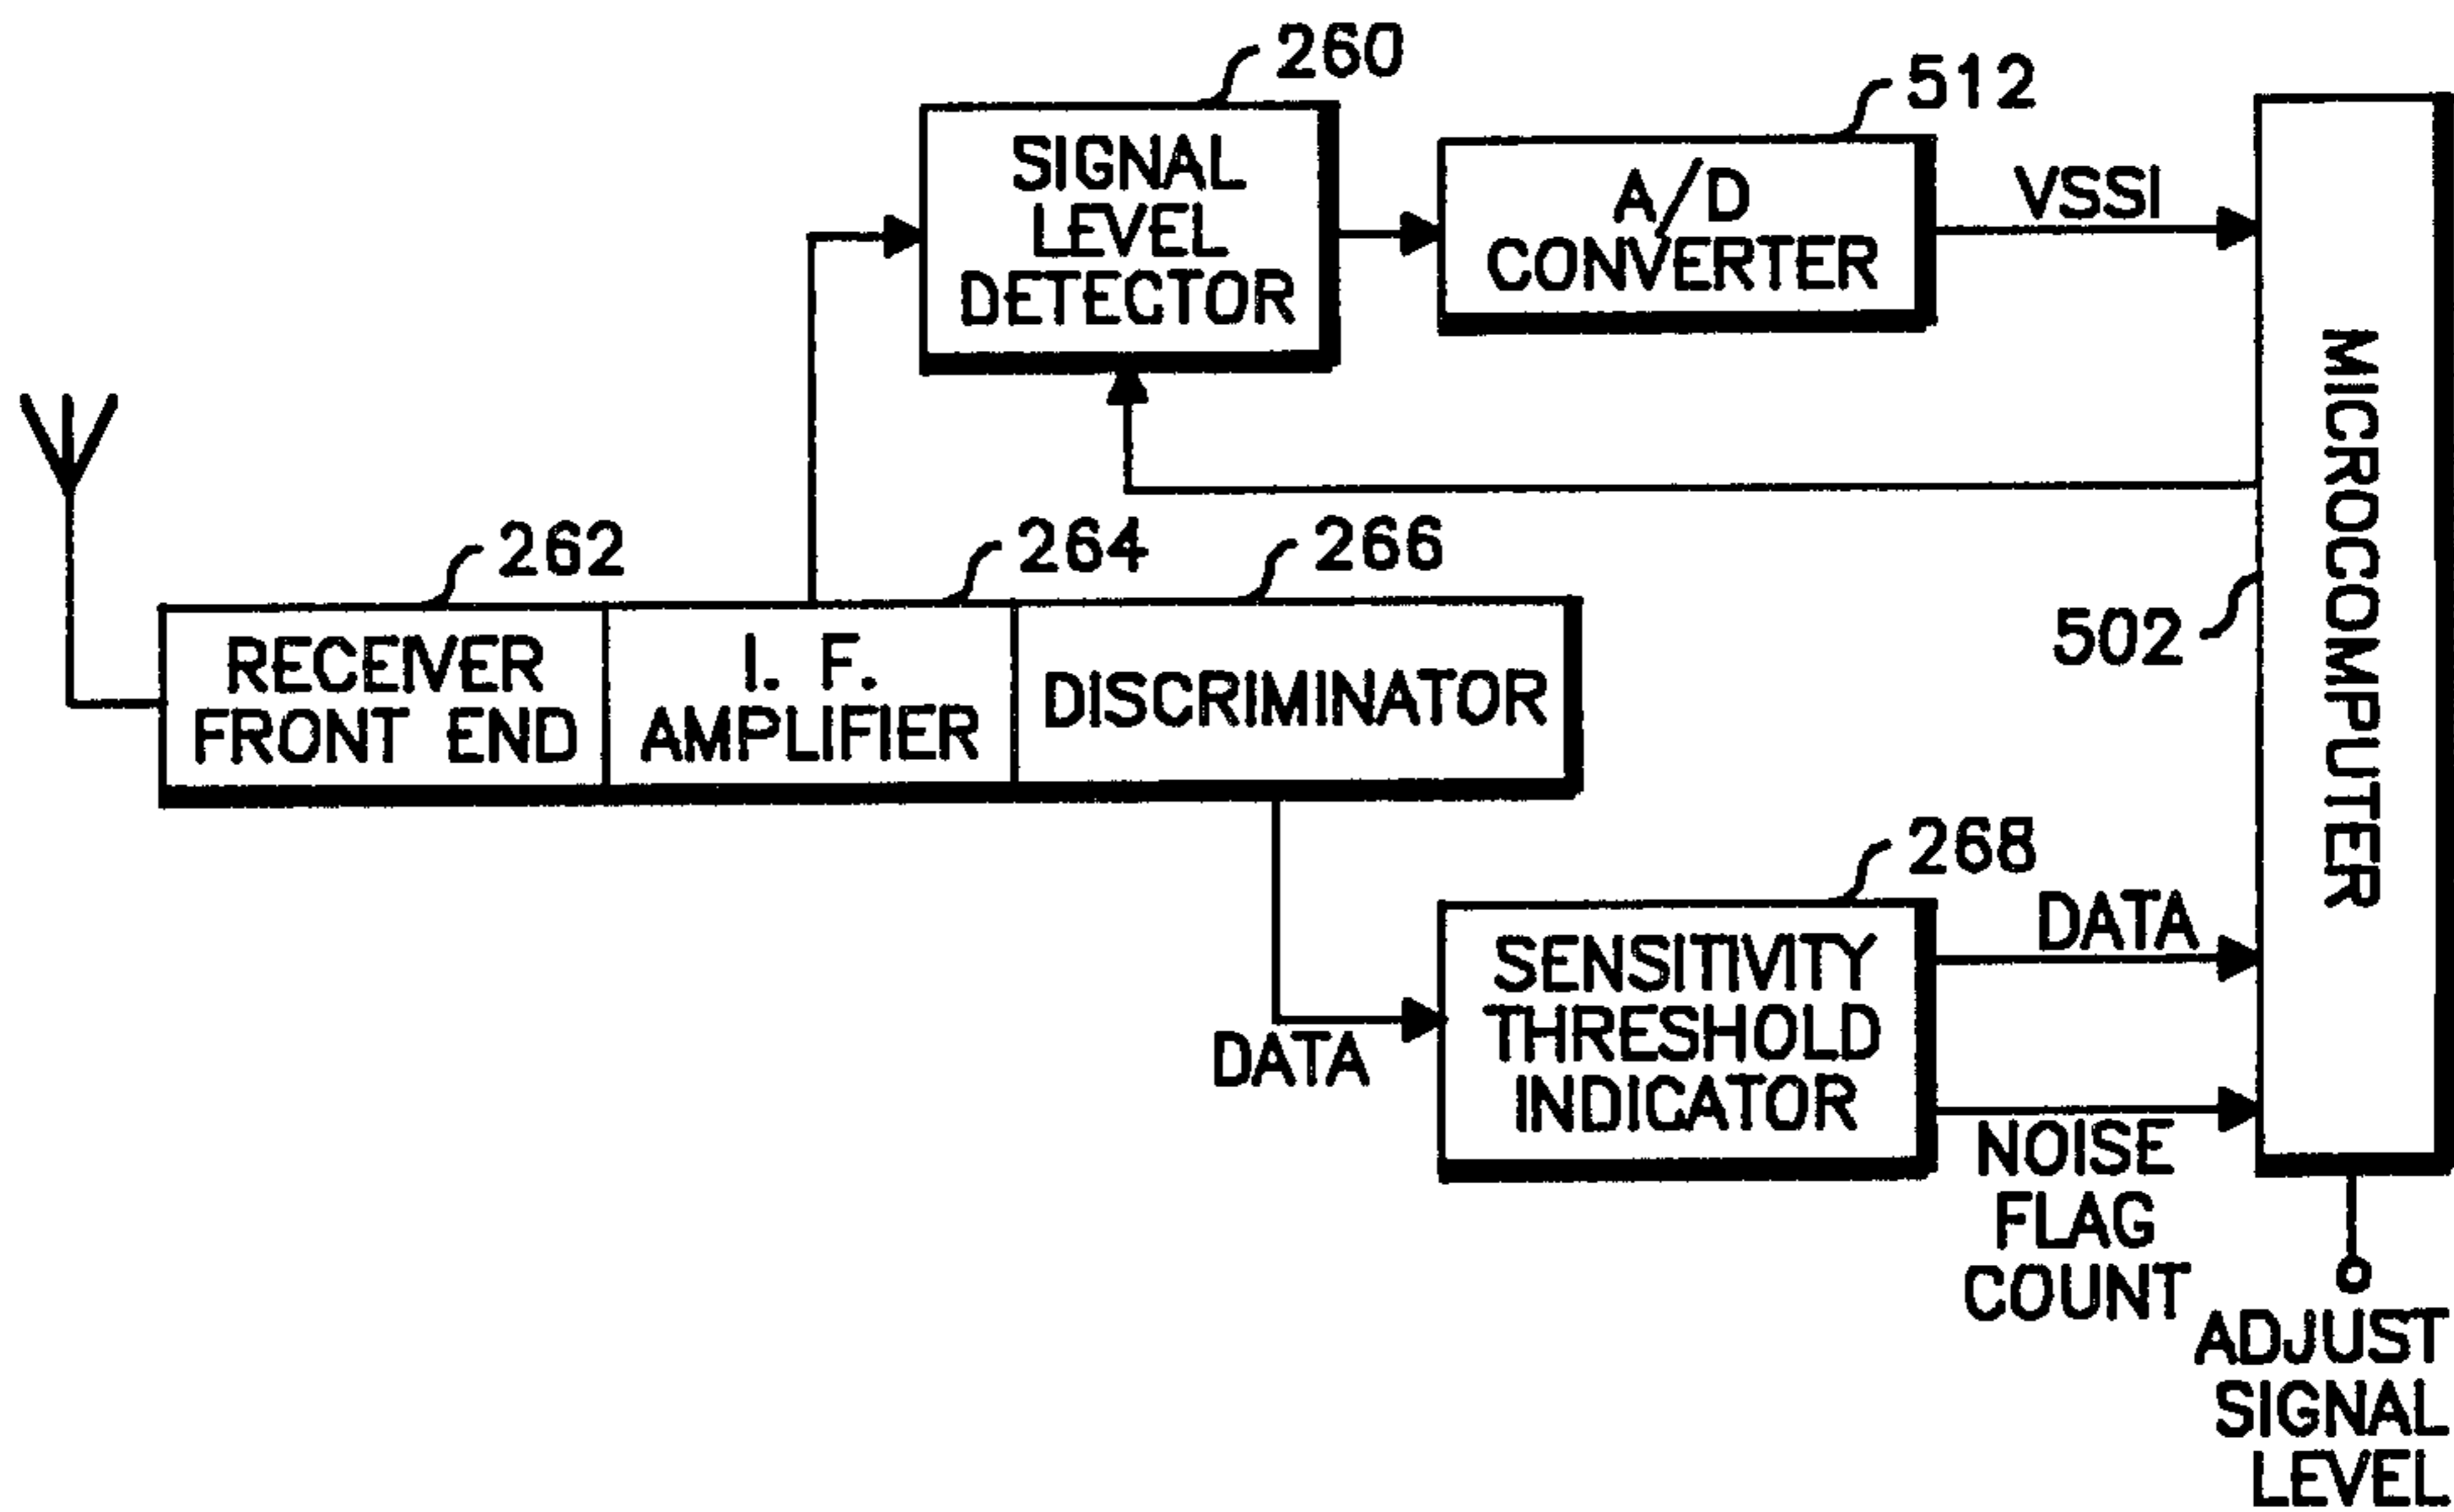 260
SIGNAL
LEVEL
DETECTOR
512
A/D
CONVERTER
VSSI
MICROCOMPUTER
502
262
RECEIVER
FRONT END
264
I. F.
AMPLIFIER
266
DISCRIMINATOR
DATA
268
SENSITIVITY
THRESHOLD
INDICATOR
DATA
NOISE
FLAG
COUNT
ADJUST
SIGNAL
LEVEL